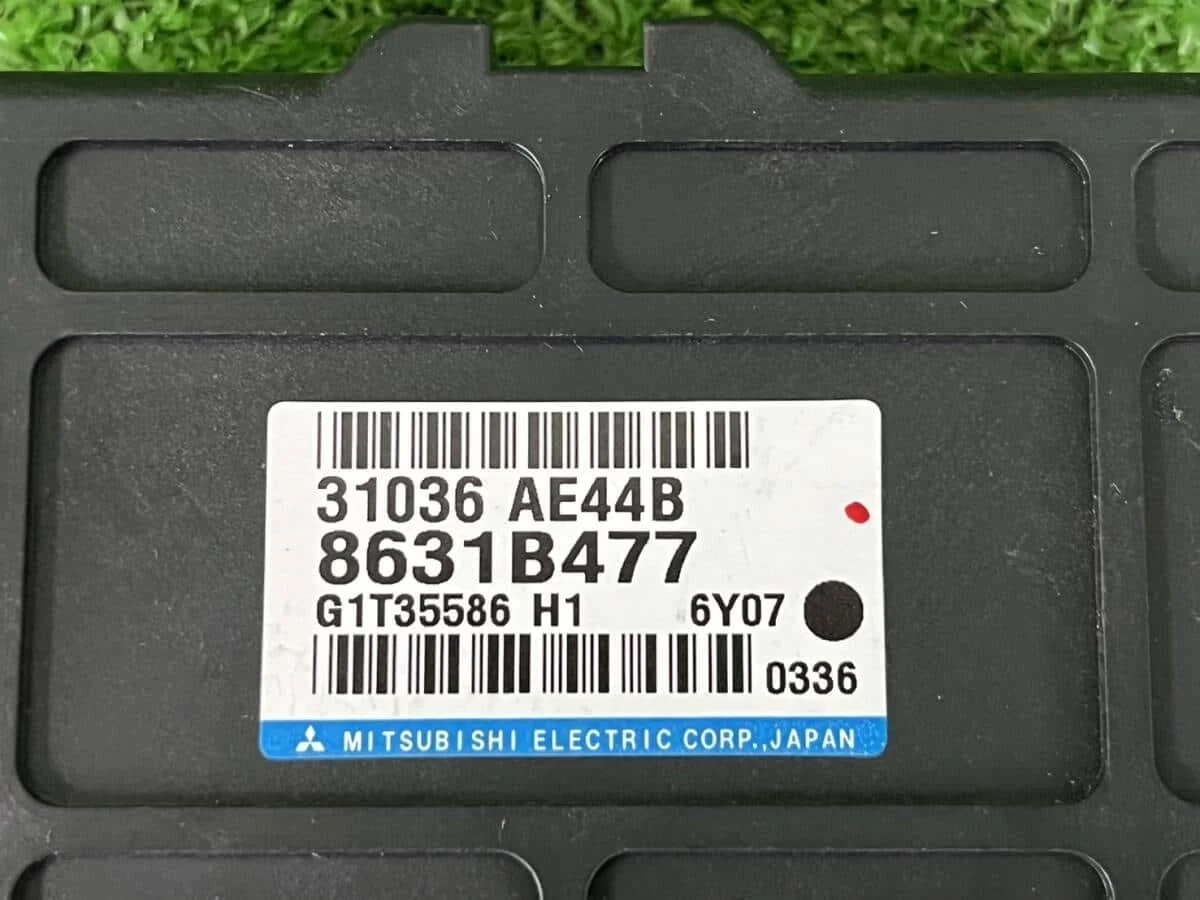 31036 AE44B
8631B477
G1T35586 H1 6Y07
0336
MITSUBISHI ELECTRIC CORP.,JAPAN